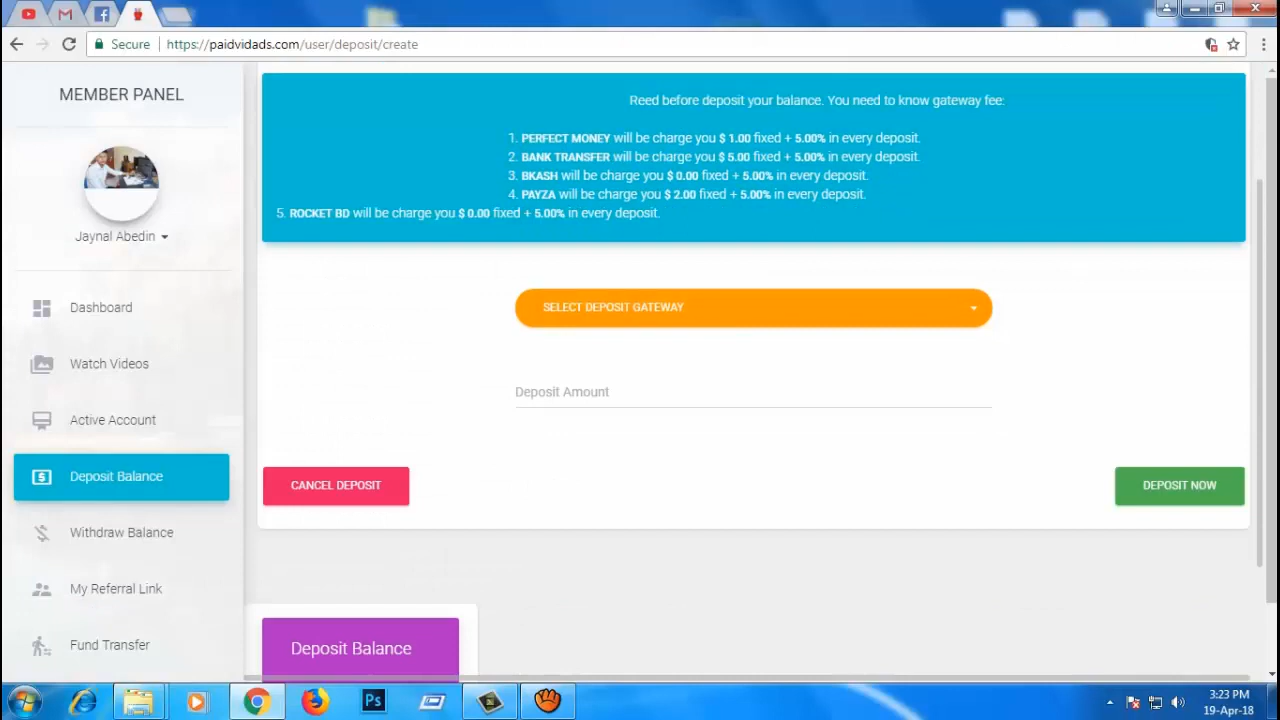 Secure
https://paidvidads.com/user/deposit/create
MEMBER PANEL
Jaynal Abedin
Dashboard
Watch Videos
Active Account
Deposit Balance
Withdraw Balance
My Referral Link
Fund Transfer
Reed before deposit your balance. You need to know gateway fee:
1. PERFECT MONEY will be charge you $ 1.00 fixed + 5.00% in every deposit.
2. BANK TRANSFER will be charge you $ 5.00 fixed + 5.00% in every deposit.
3. BKASH will be charge you $ 0.00 fixed + 5.00% in every deposit.
4. PAYZA will be charge you $ 2.00 fixed + 5.00% in every deposit.
5. ROCKET BD will be charge you $ 0.00 fixed + 5.00% in every deposit.
SELECT DEPOSIT GATEWAY
Deposit Amount
CANCEL DEPOSIT
DEPOSIT NOW
Deposit Balance
Ps
3:23 PM
19-Apr-18